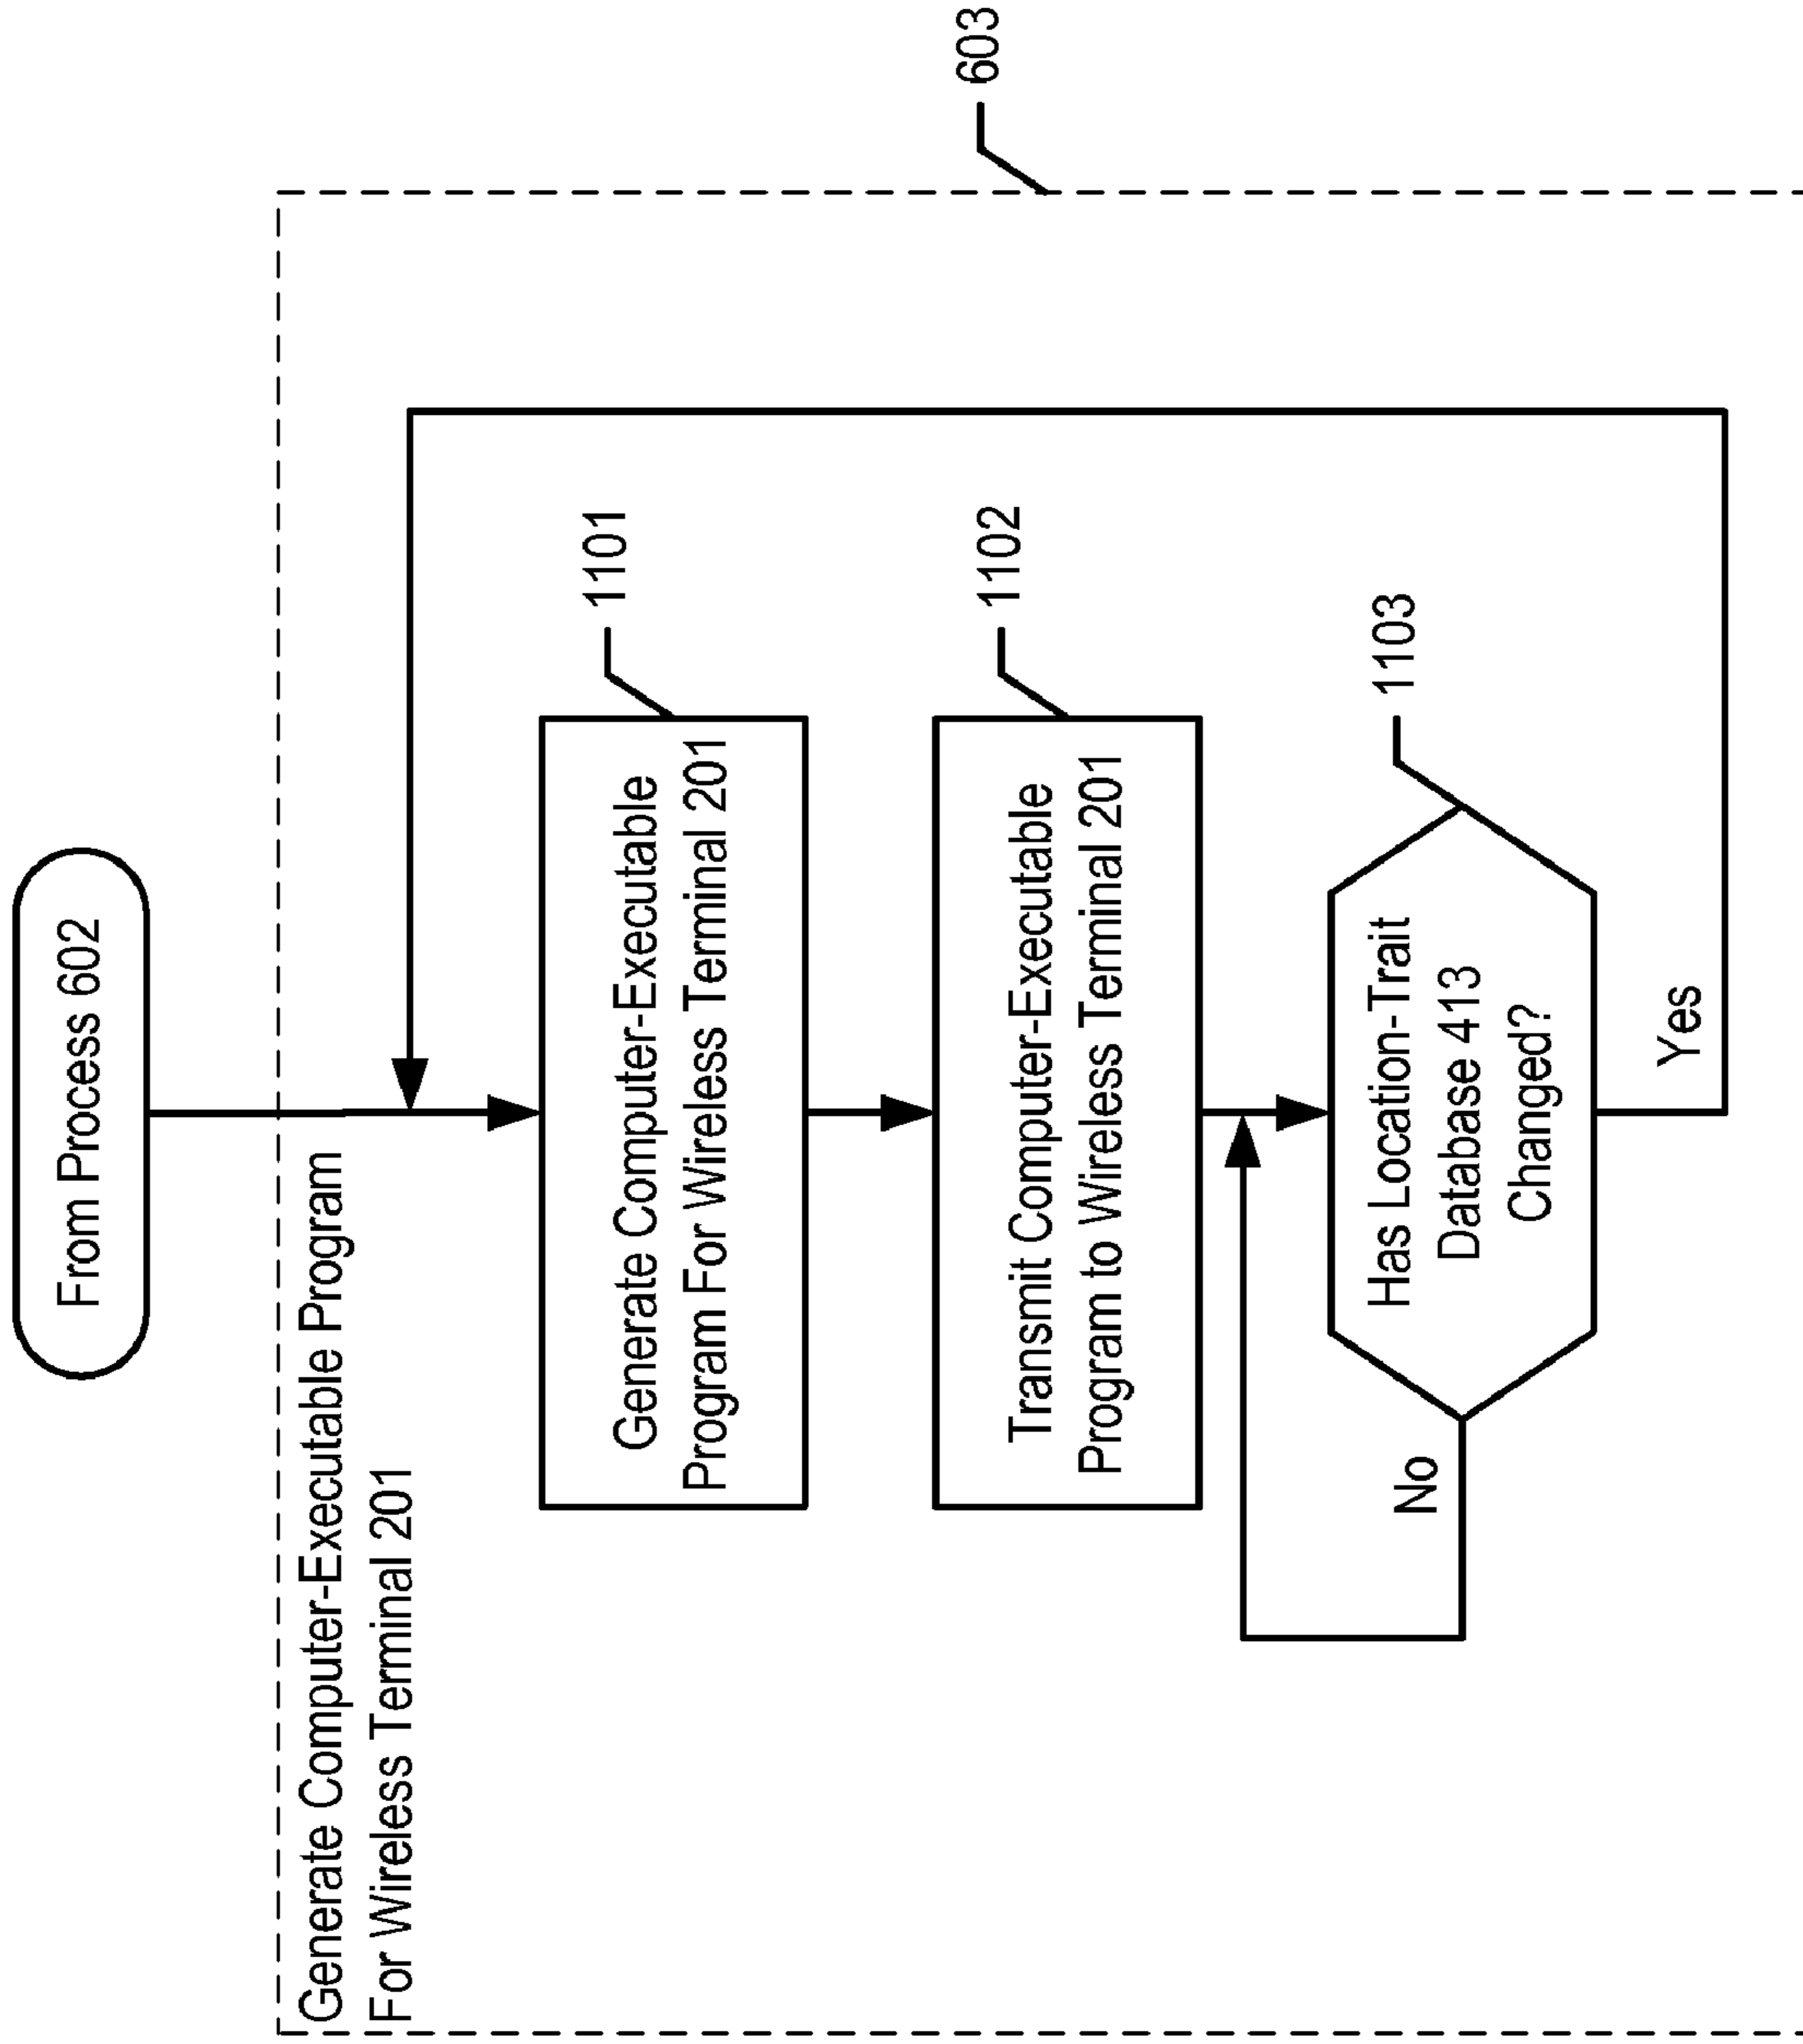 From Process 602
Generate Computer-Executable Program
For Wireless Terminal 201
603
Generate Computer-Executable
Program For Wireless Terminal 201
1101
Transmit Computer-Executable
Program to Wireless Terminal 201
1102
Has Location-Trait
Database 413
Changed?
1103
No
Yes